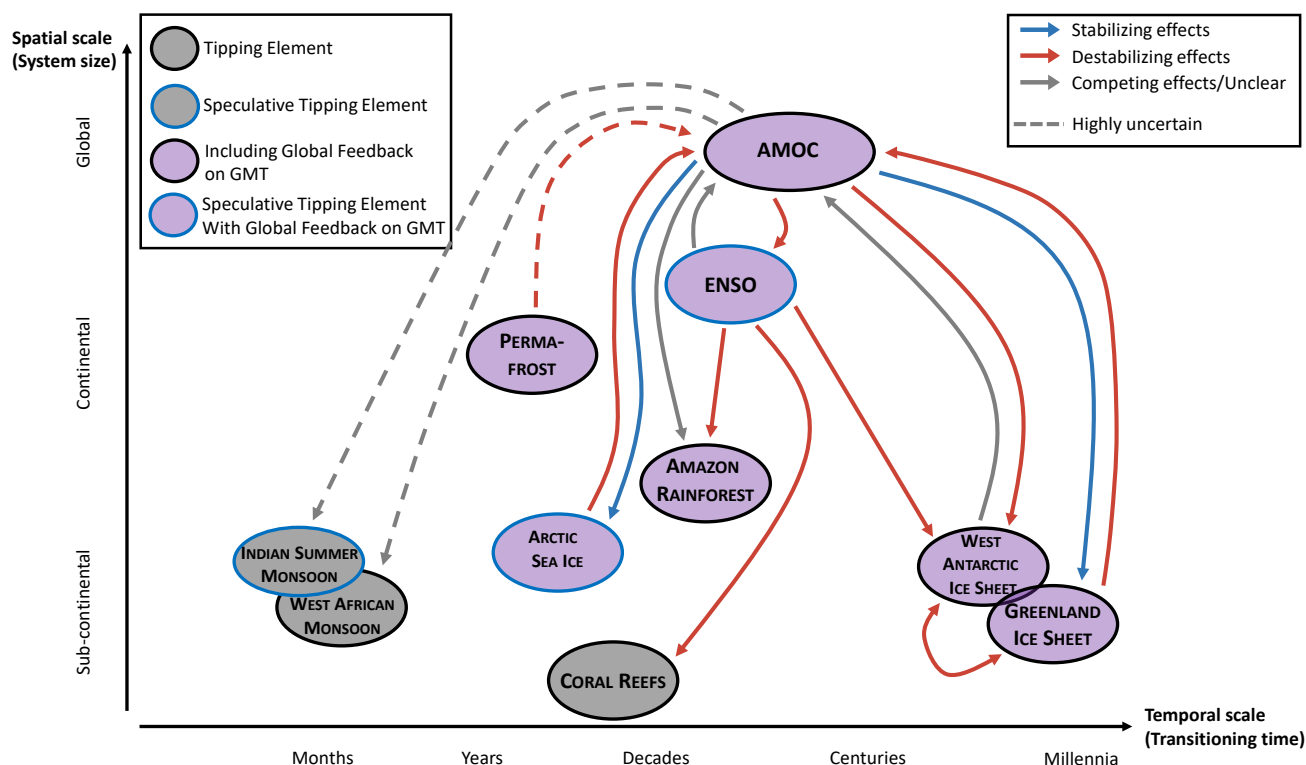 Spatial scale
(System size)
Tipping Element
Speculative Tipping Element
Including Global Feedback
on GMT
Speculative Tipping Element
With Global Feedback on GMT
Stabilizing effects
Destabilizing effects
Competing effects/Unclear
Highly uncertain
Global
Continental
Sub-continental
AMOC
ENSO
PERMA-
FROST
AMAZON
RAINFOREST
ARCTIC
SEA ICE
INDIAN SUMMER
MONSOON
WEST AFRICAN
MONSOON
WEST
ANTARCTIC
ICE SHEET
GREENLAND
ICE SHEET
CORAL REEFS
Temporal scale
(Transitioning time)
Months
Years
Decades
Centuries
Millennia